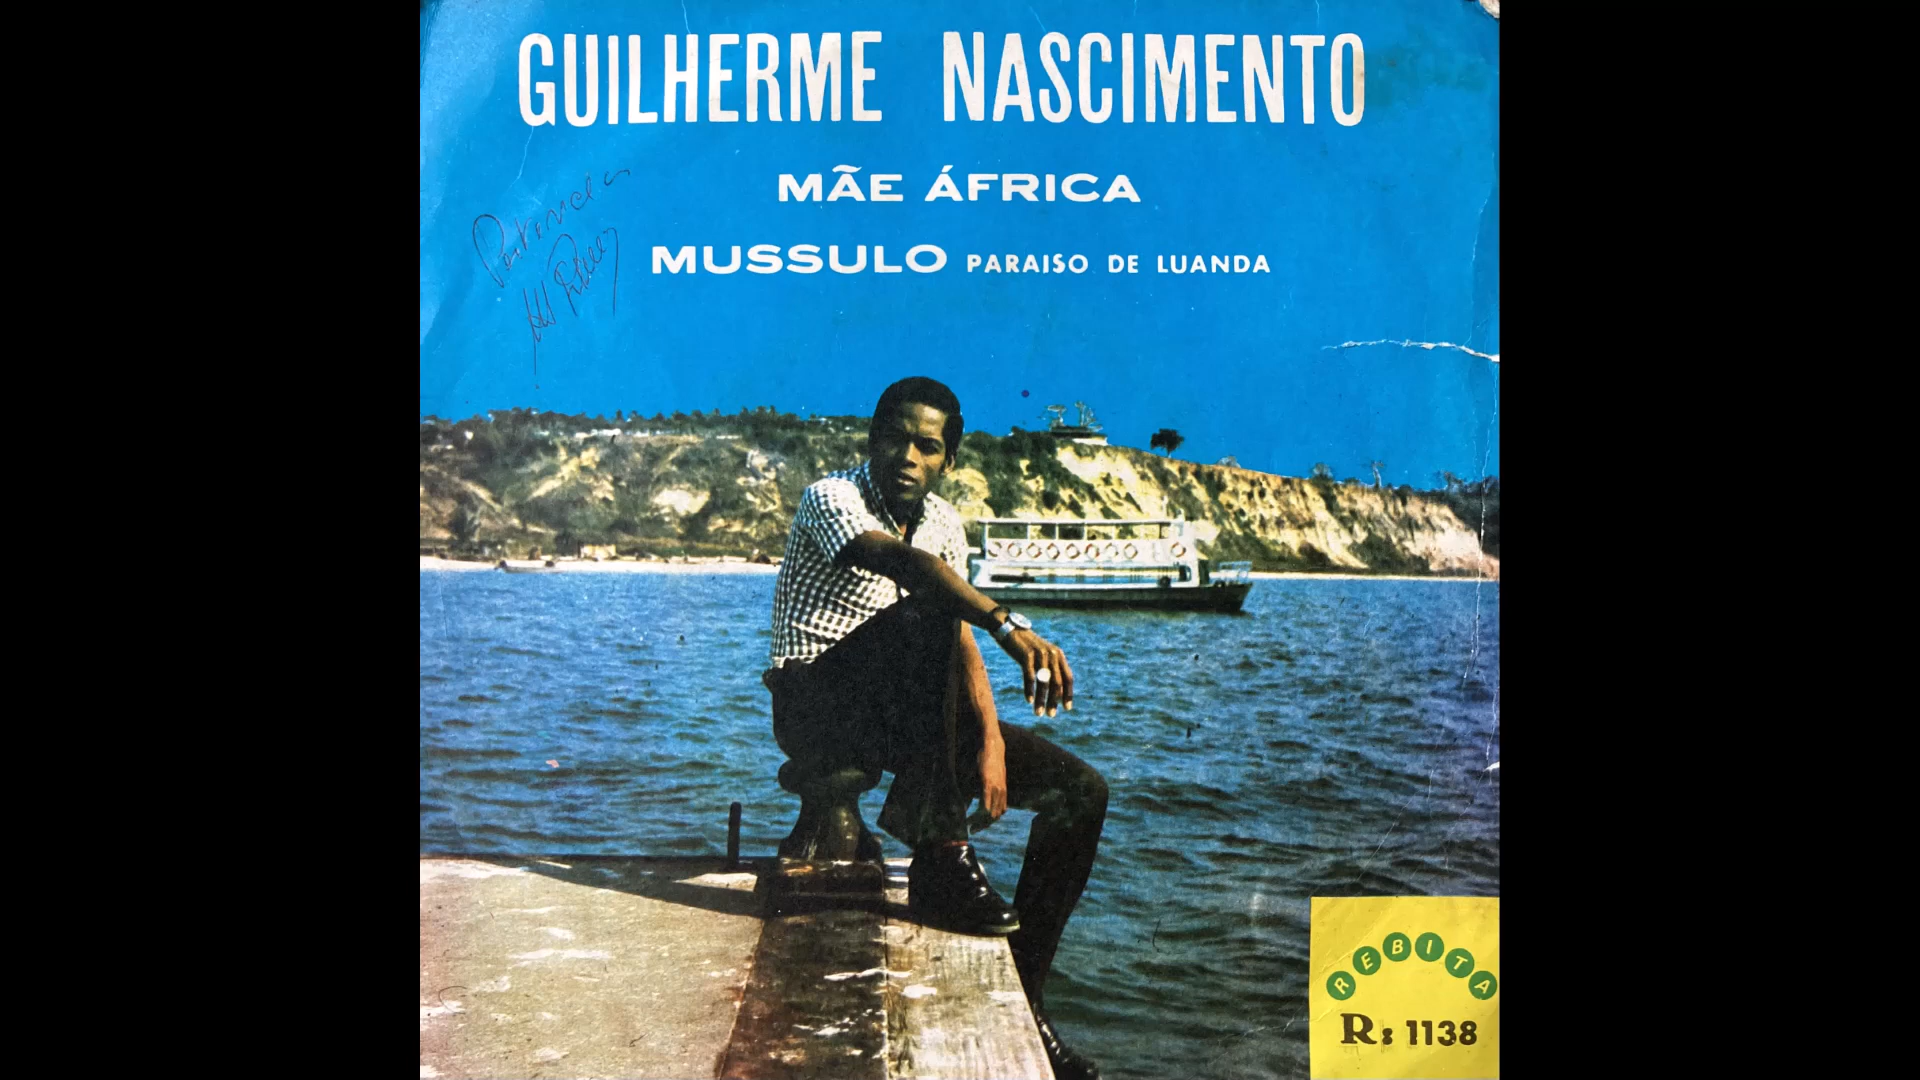 GUILHERME NASCIMENTO
MÃE ÁFRICA
MUSSULO PARAISO DE LUANDA
REBITA
R: 1138